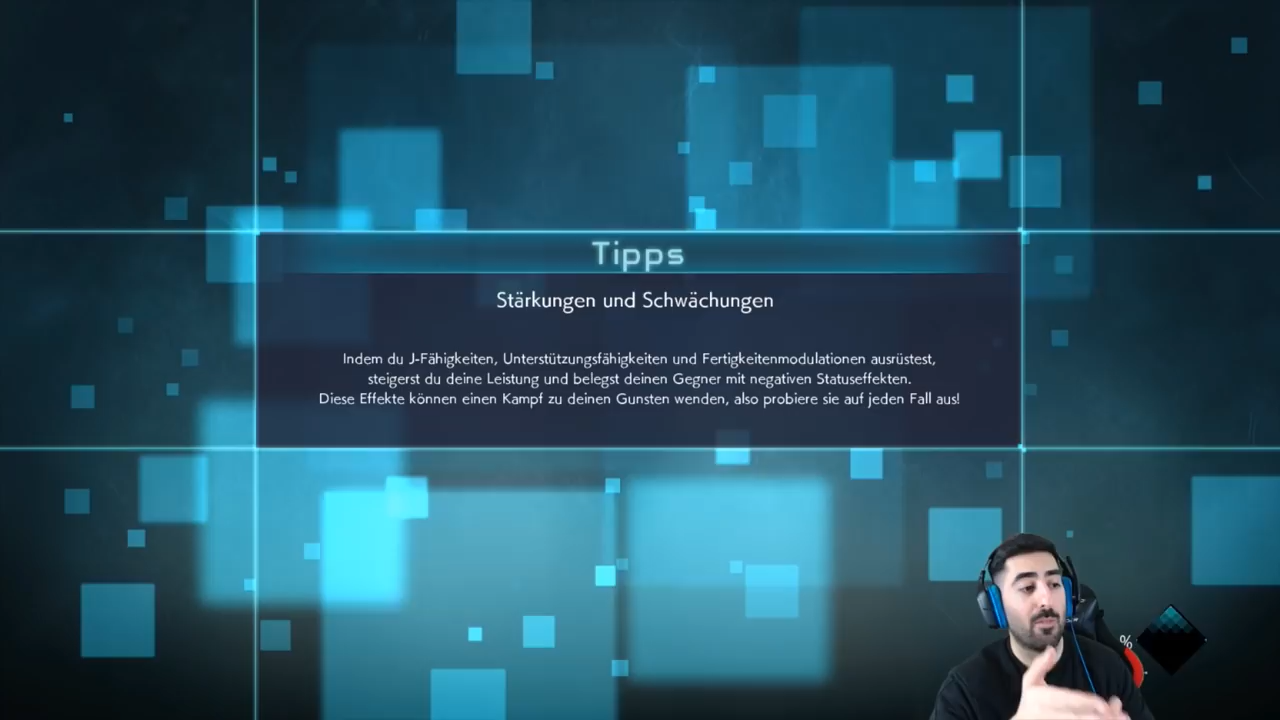 Tipps
Stärkungen und Schwächungen
Indem du J-Fähigkeiten, Unterstützungsfähigkeiten und Fertigkeitenmodulationen ausrüstest,
steigerst du deine Leistung und belegst deinen Gegner mit negativen Statuseffekten.
Diese Effekte können einen Kampf zu deinen Gunsten wenden, also probiere sie auf jeden Fall aus!
%